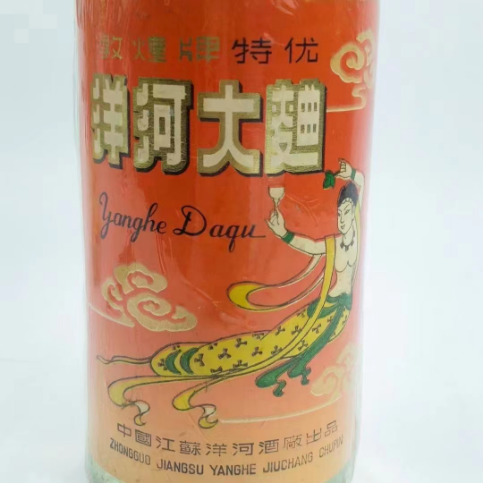 敦煌牌 特优
洋河大麯
Yanghe Daqu
中國江蘇洋河酒廠出品
ZHONGGUO JIANGSU YANGHE JIUCHANG CHUPIN